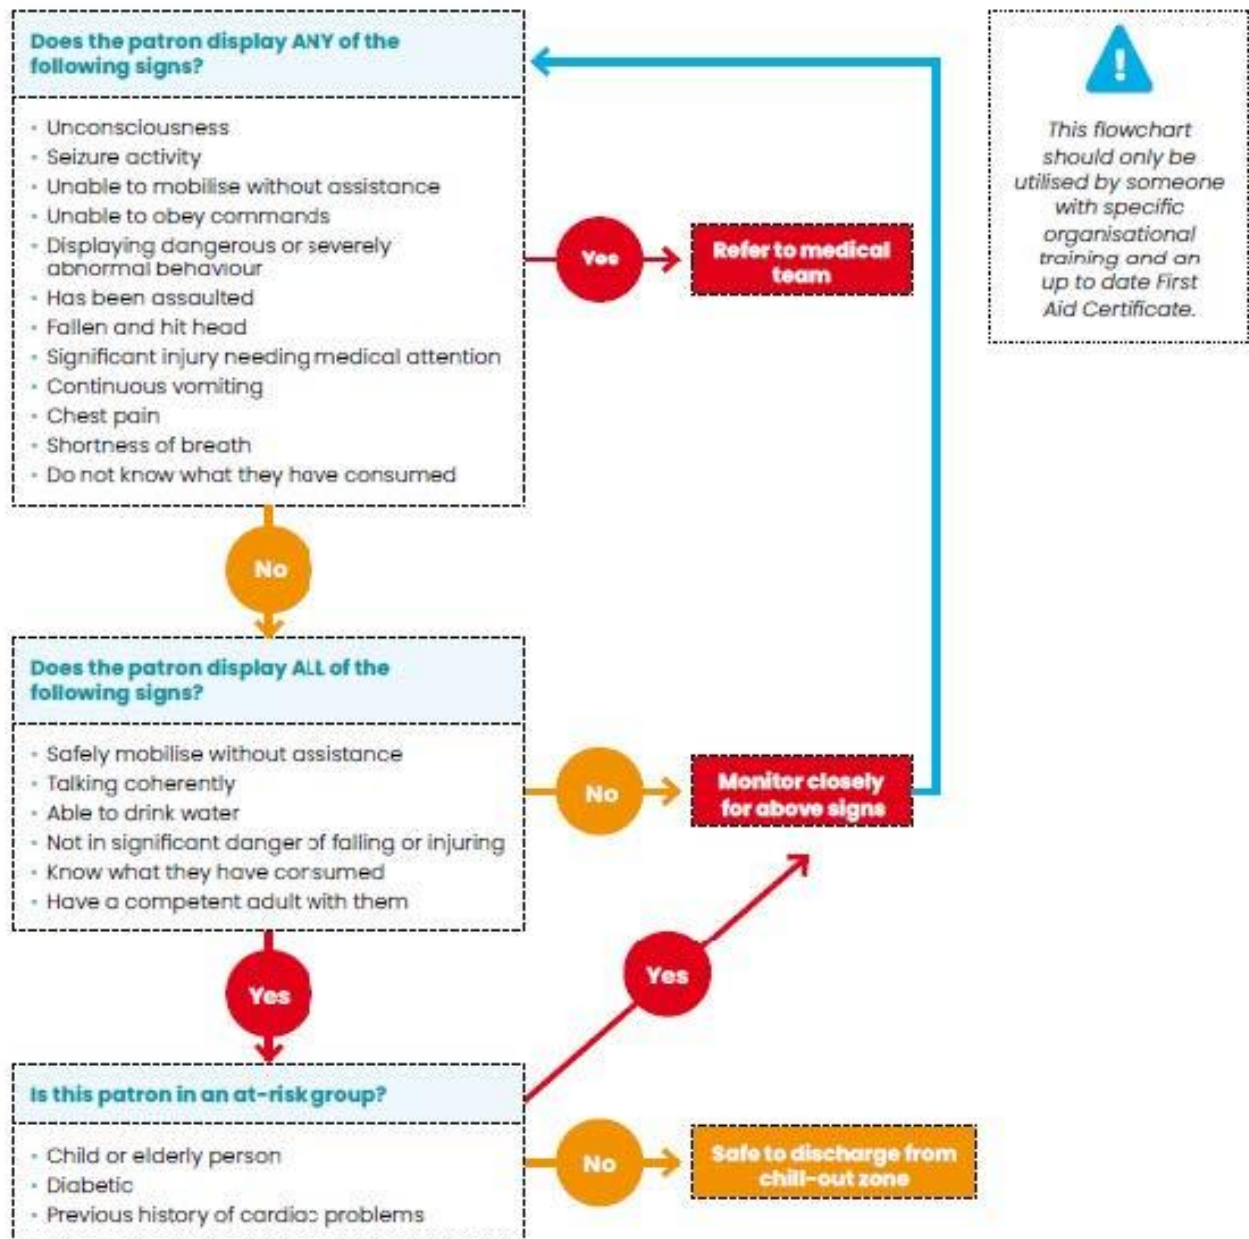 Does the patron display ANY of the
following signs?
• Unconsciousness
• Seizure activity
• Unable to mobilise without assistance
• Unable to obey commands
• Displaying dangerous or severely
abnormal behaviour
• Has been assaulted
• Fallen and hit head
• Significant injury needing medical attention
• Continuous vomiting
• Chest pain
• Shortness of breath
• Do not know what they have consumed
Yes
Refer to medical
team
!
This flowchart
should only be
utilised by someone
with specific
organisational
training and an
up to date First
Aid Certificate.
No
Does the patron display ALL of the
following signs?
• Safely mobilise without assistance
• Talking coherently
• Able to drink water
• Not in significant danger of falling or injuring
• Know what they have consumed
• Have a competent adult with them
No
Monitor closely
for above signs
Yes
Yes
Is this patron in an at-risk group?
• Child or elderly person
• Diabetic
• Previous history of cardiac problems
No
Safe to discharge from
chill-out zone